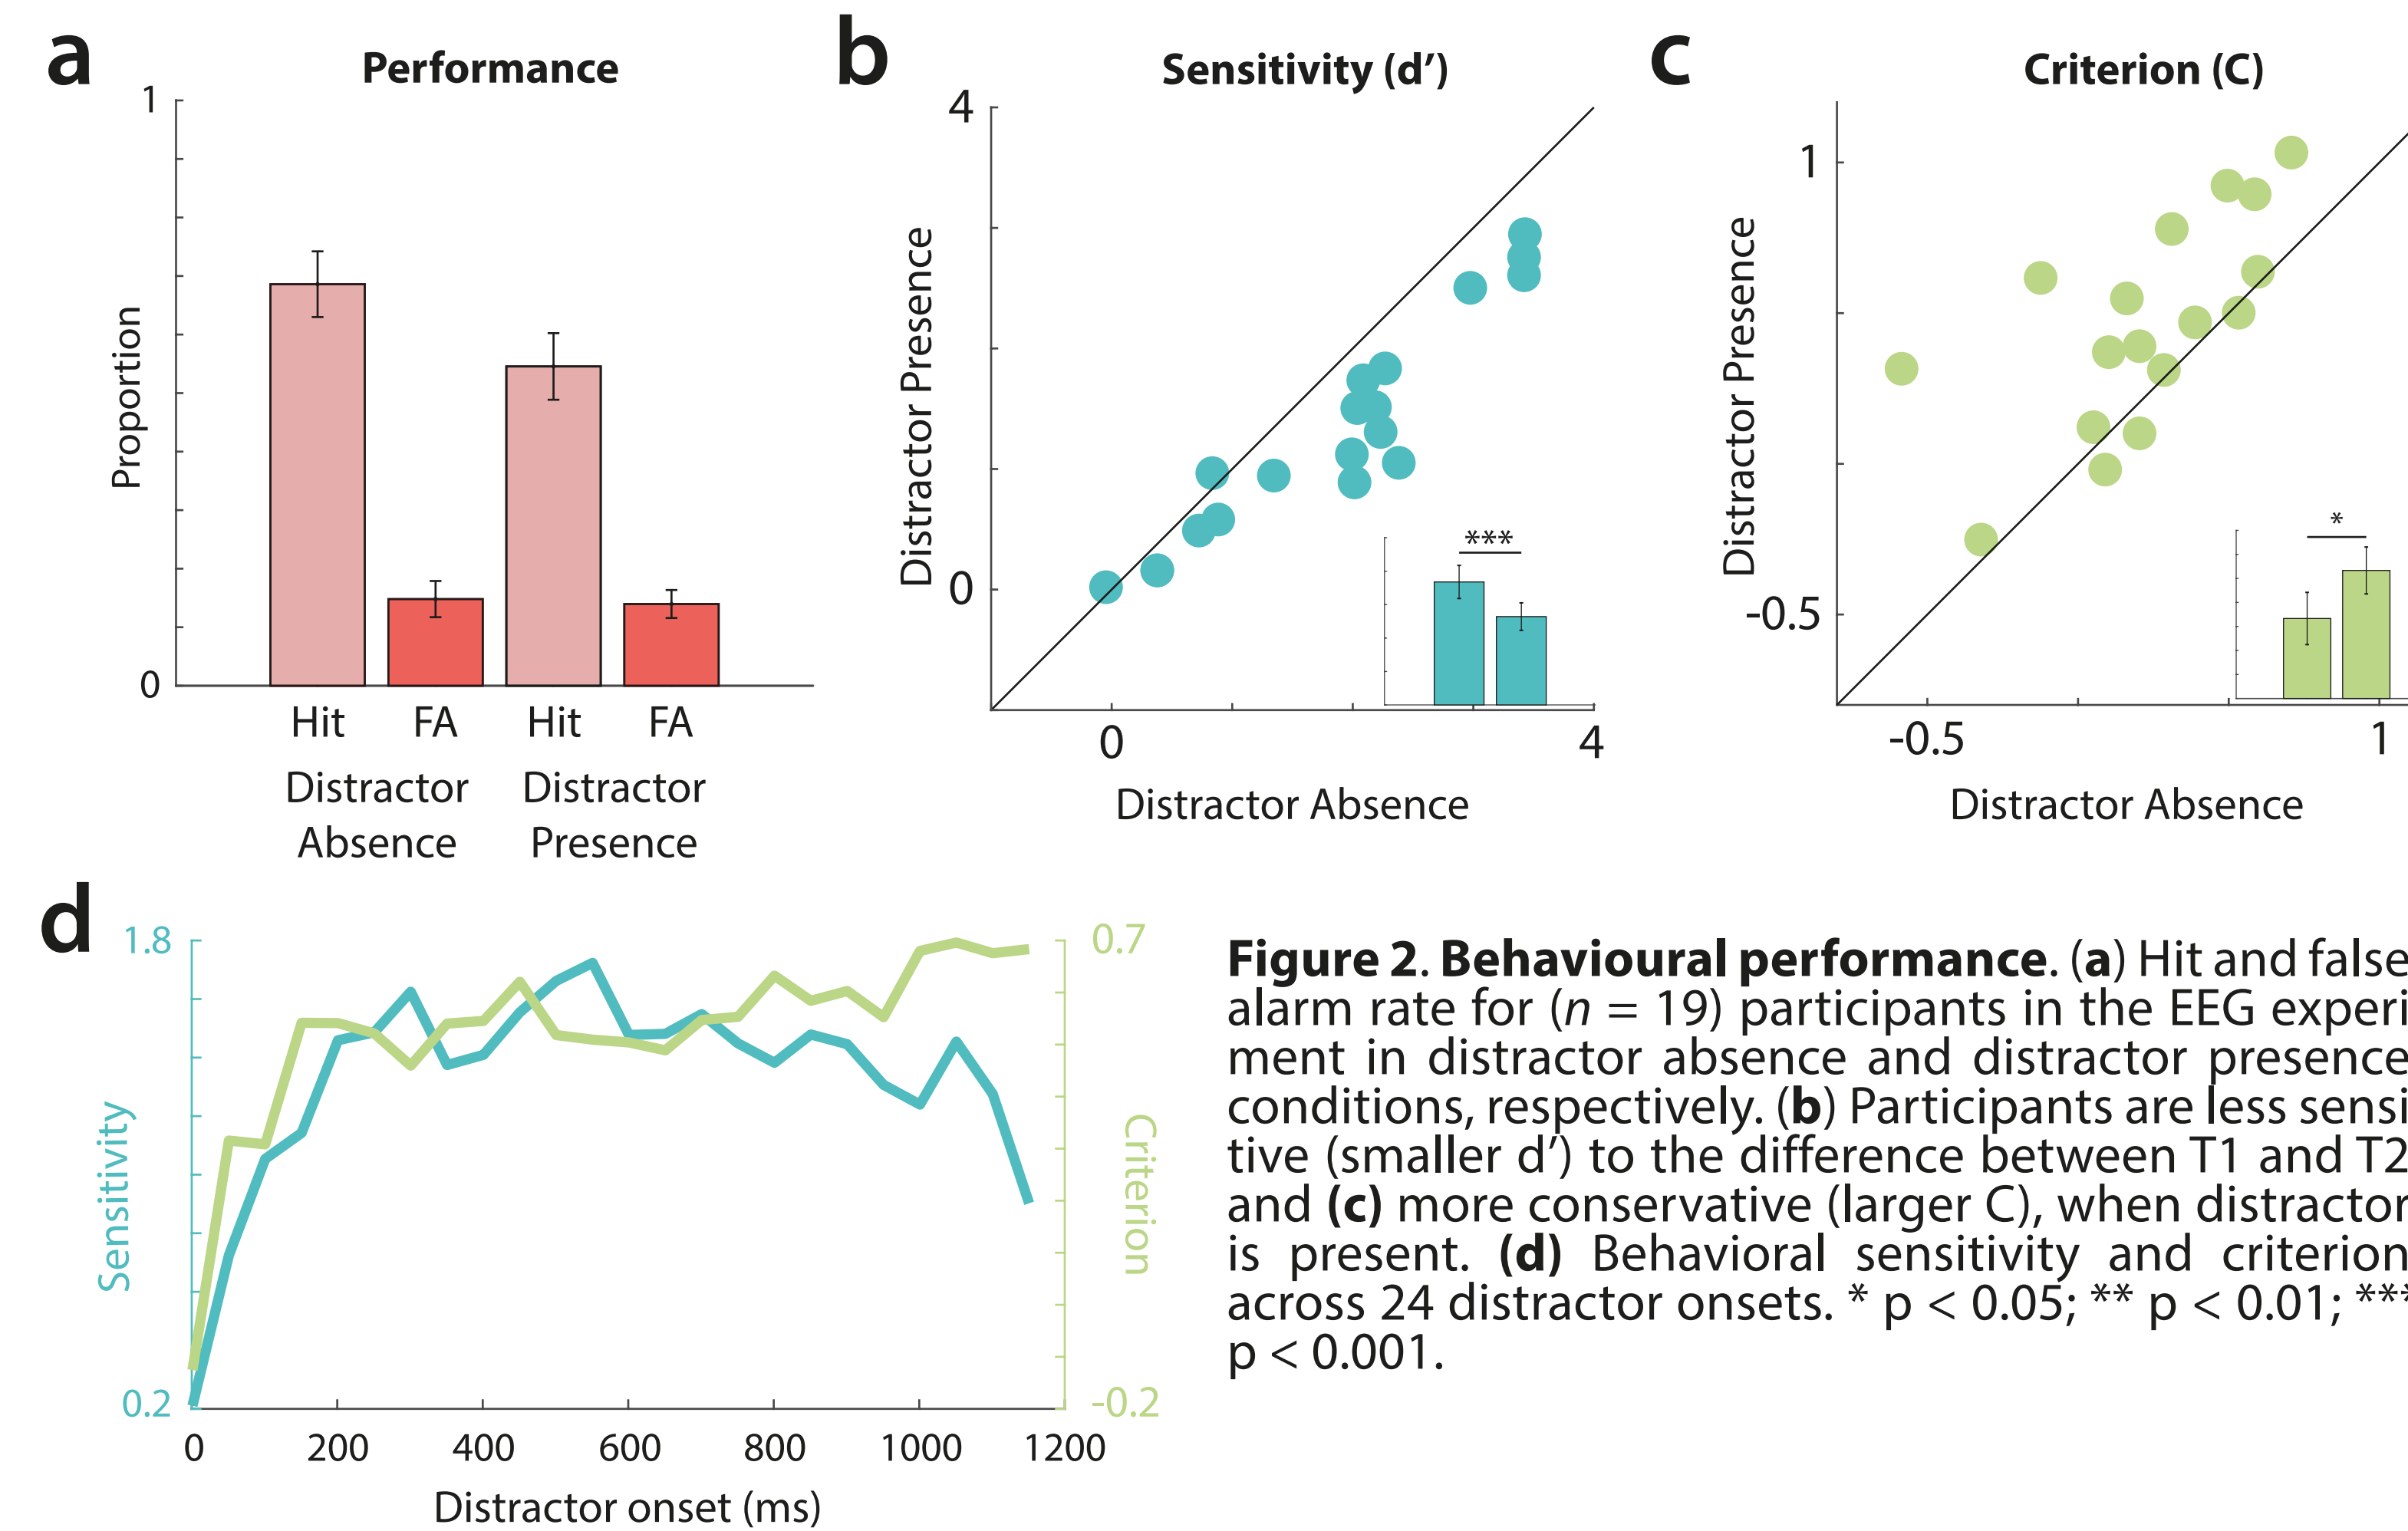 a
Performance
1
0
Proportion
Hit
FA
Hit
FA
Distractor
Absence
Distractor
Presence
b
Sensitivity (d’)
4
0
Distractor Presence
***
0
4
Distractor Absence
c
Criterion (C)
1
-0.5
Distractor Presence
*
-0.5
1
Distractor Absence
d
1.8
0.2
Sensitivity
0.7
-0.2
Criterion
0
200
400
600
800
1000
1200
Distractor onset (ms)
Figure 2. Behavioural performance. (a) Hit and false
alarm rate for (n = 19) participants in the EEG experi
ment in distractor absence and distractor presence
conditions, respectively. (b) Participants are less sensi
tive (smaller d’) to the difference between T1 and T2
and (c) more conservative (larger C), when distractor
is present. (d) Behavioral sensitivity and criterion
across 24 distractor onsets. * p < 0.05; ** p < 0.01; ***
p < 0.001.